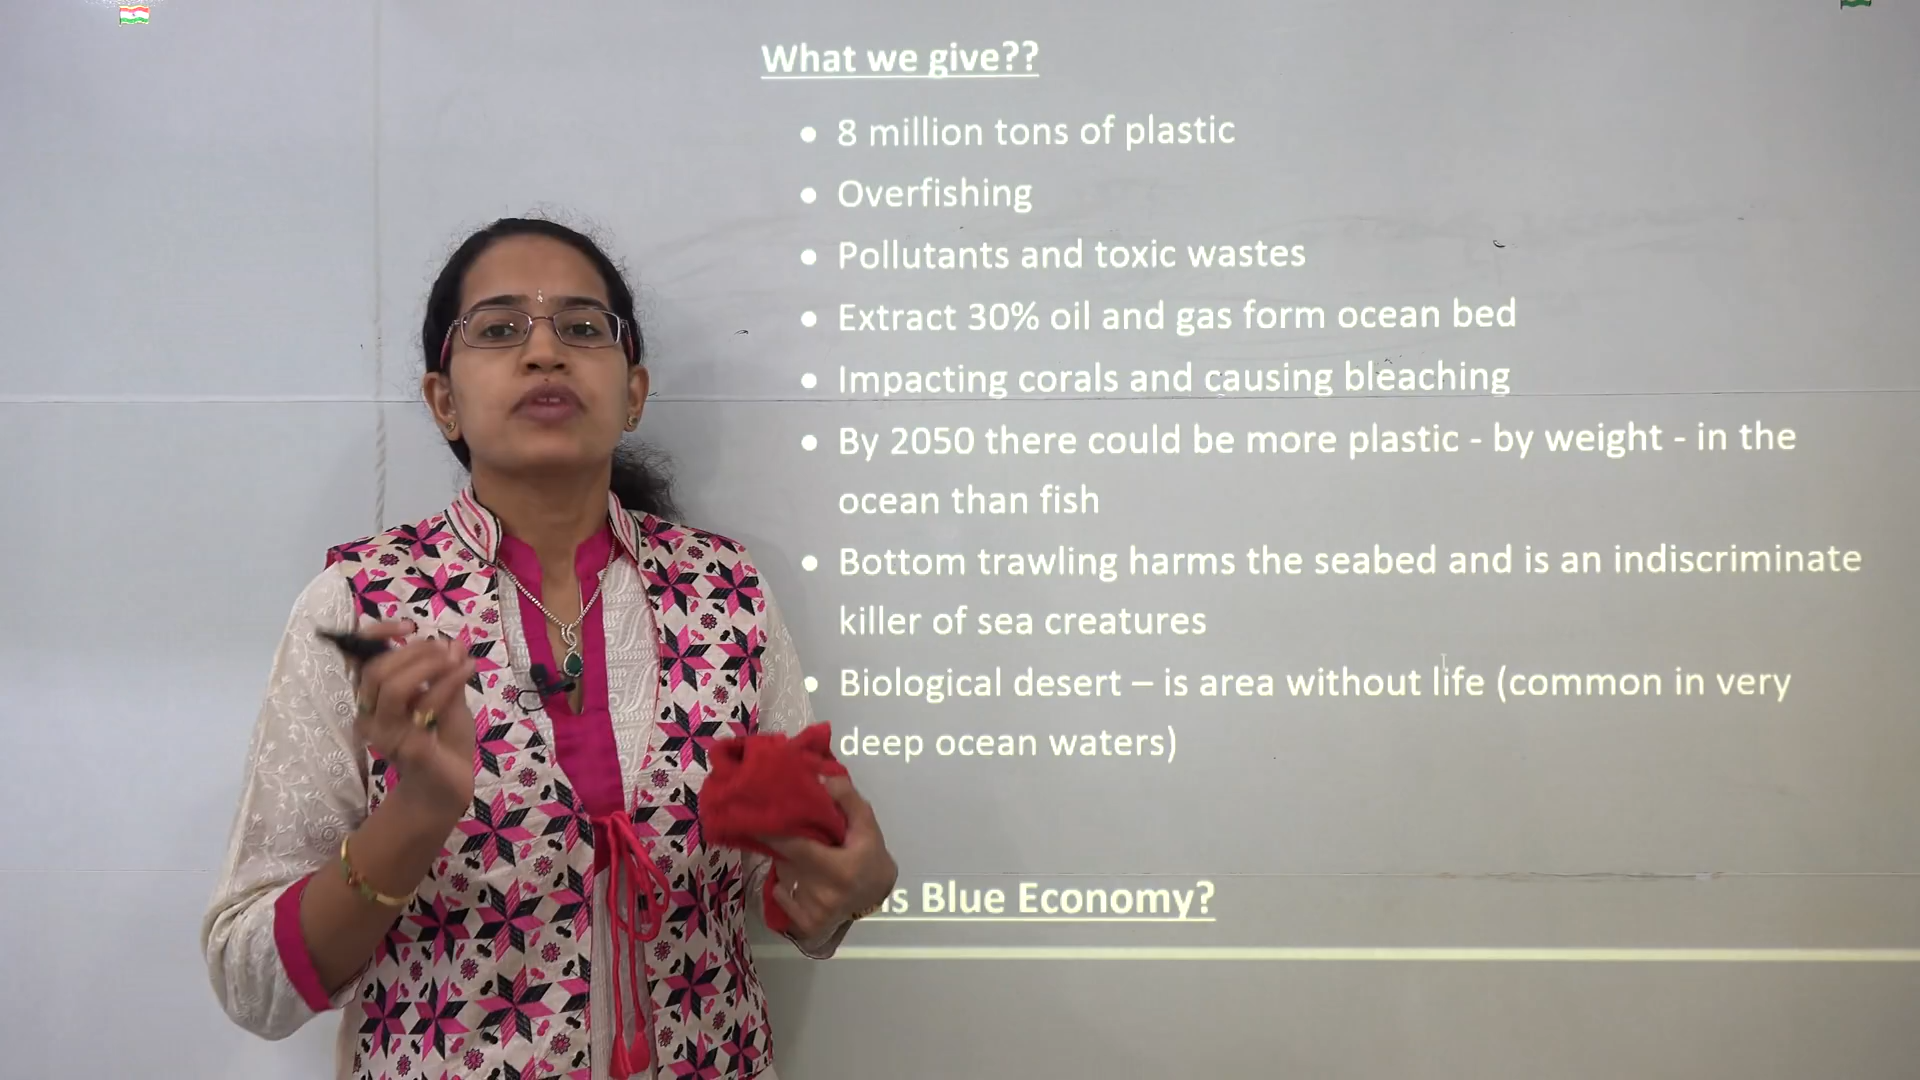 What we give??
• 8 million tons of plastic
• Overfishing
• Pollutants and toxic wastes
• Extract 30% oil and gas form ocean bed
• Impacting corals and causing bleaching
• By 2050 there could be more plastic - by weight - in the
ocean than fish
• Bottom trawling harms the seabed and is an indiscriminate
killer of sea creatures
• Biological desert – is area without life (common in very
deep ocean waters)
is Blue Economy?